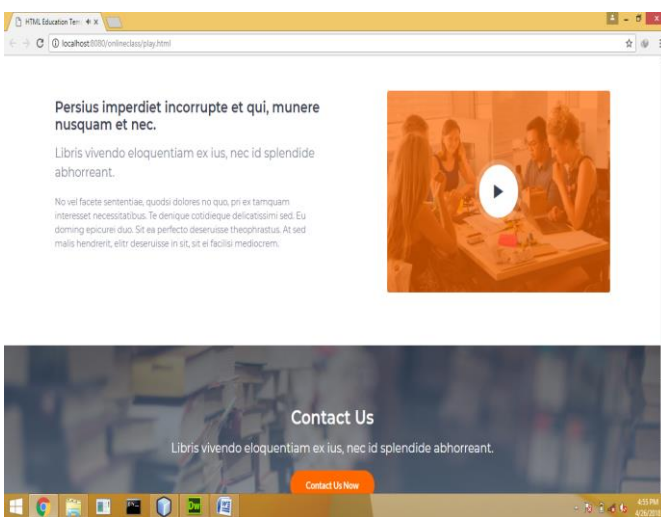 HTML Education Tem
localhost:8080/onlineclass/play.html
Persius imperdiet incorrupte et qui, munere
nusquam et nec.
Libris vivendo eloquentiam ex ius, nec id splendide
abhorreant.
No vel facete sententiae, quodsi dolores no quo, pri ex tamquam
interesset necessitatibus. Te denique cotidieque delicatissimi sed. Eu
doming epicurei duo. Sit ea perfecto deseruisse theophrastus. At sed
malis hendrerit, elitr deseruisse in sit, sit ei facilisi mediocrem.
Contact Us
Libris vivendo eloquentiam ex ius, nec id splendide abhorreant.
Contact Us Now
Dw
4:55 PM
4/26/2018